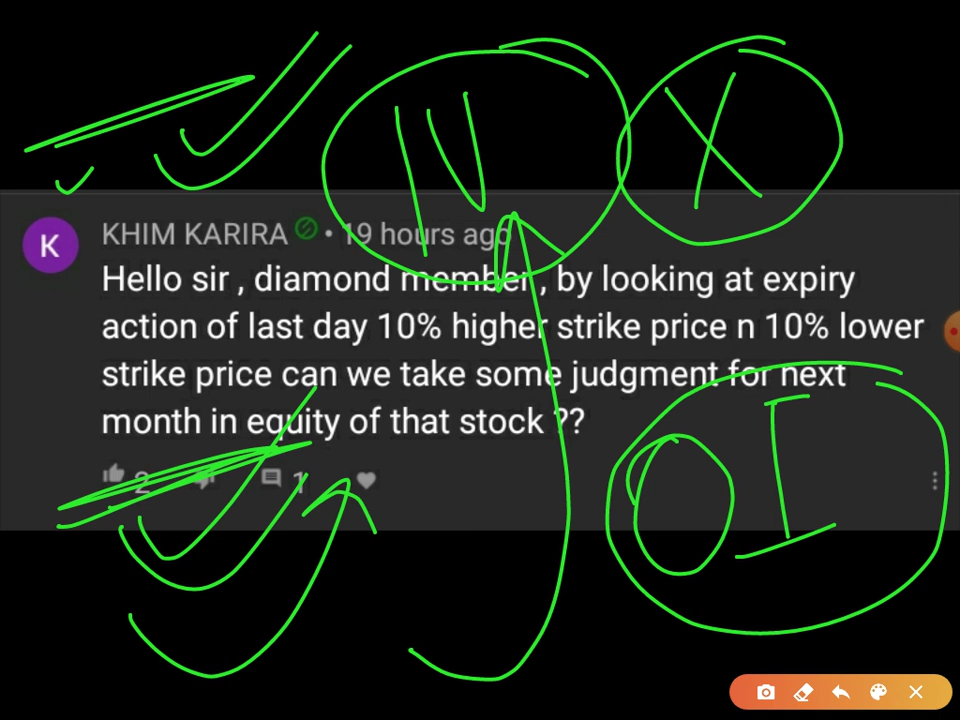 N X
K
KHIM KARIRA • 19 hours ago
Hello sir , diamond member , by looking at expiry
action of last day 10% higher strike price n 10% lower
strike price can we take some judgment for next
month in equity of that stock ??
2 1
OI